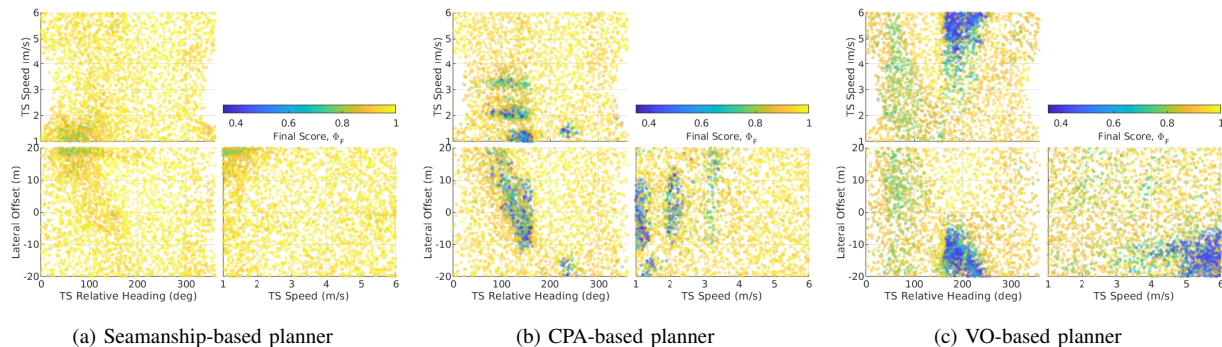 6
5
4
3
2
1
TS Speed (m/s)
0.4 0.6 0.8 1
Final Score, Φ_F
20
10
0
-10
-20
Lateral Offset (m)
0 100 200 300
TS Relative Heading (deg)
1 2 3 4 5 6
TS Speed (m/s)
(a) Seamanship-based planner
6
5
4
3
2
1
TS Speed (m/s)
0.4 0.6 0.8 1
Final Score, Φ_F
20
10
0
-10
-20
Lateral Offset (m)
0 100 200 300
TS Relative Heading (deg)
1 2 3 4 5 6
TS Speed (m/s)
(b) CPA-based planner
6
5
4
3
2
1
TS Speed (m/s)
0.4 0.6 0.8 1
Final Score, Φ_F
20
10
0
-10
-20
Lateral Offset (m)
0 100 200 300
TS Relative Heading (deg)
1 2 3 4 5 6
TS Speed (m/s)
(c) VO-based planner